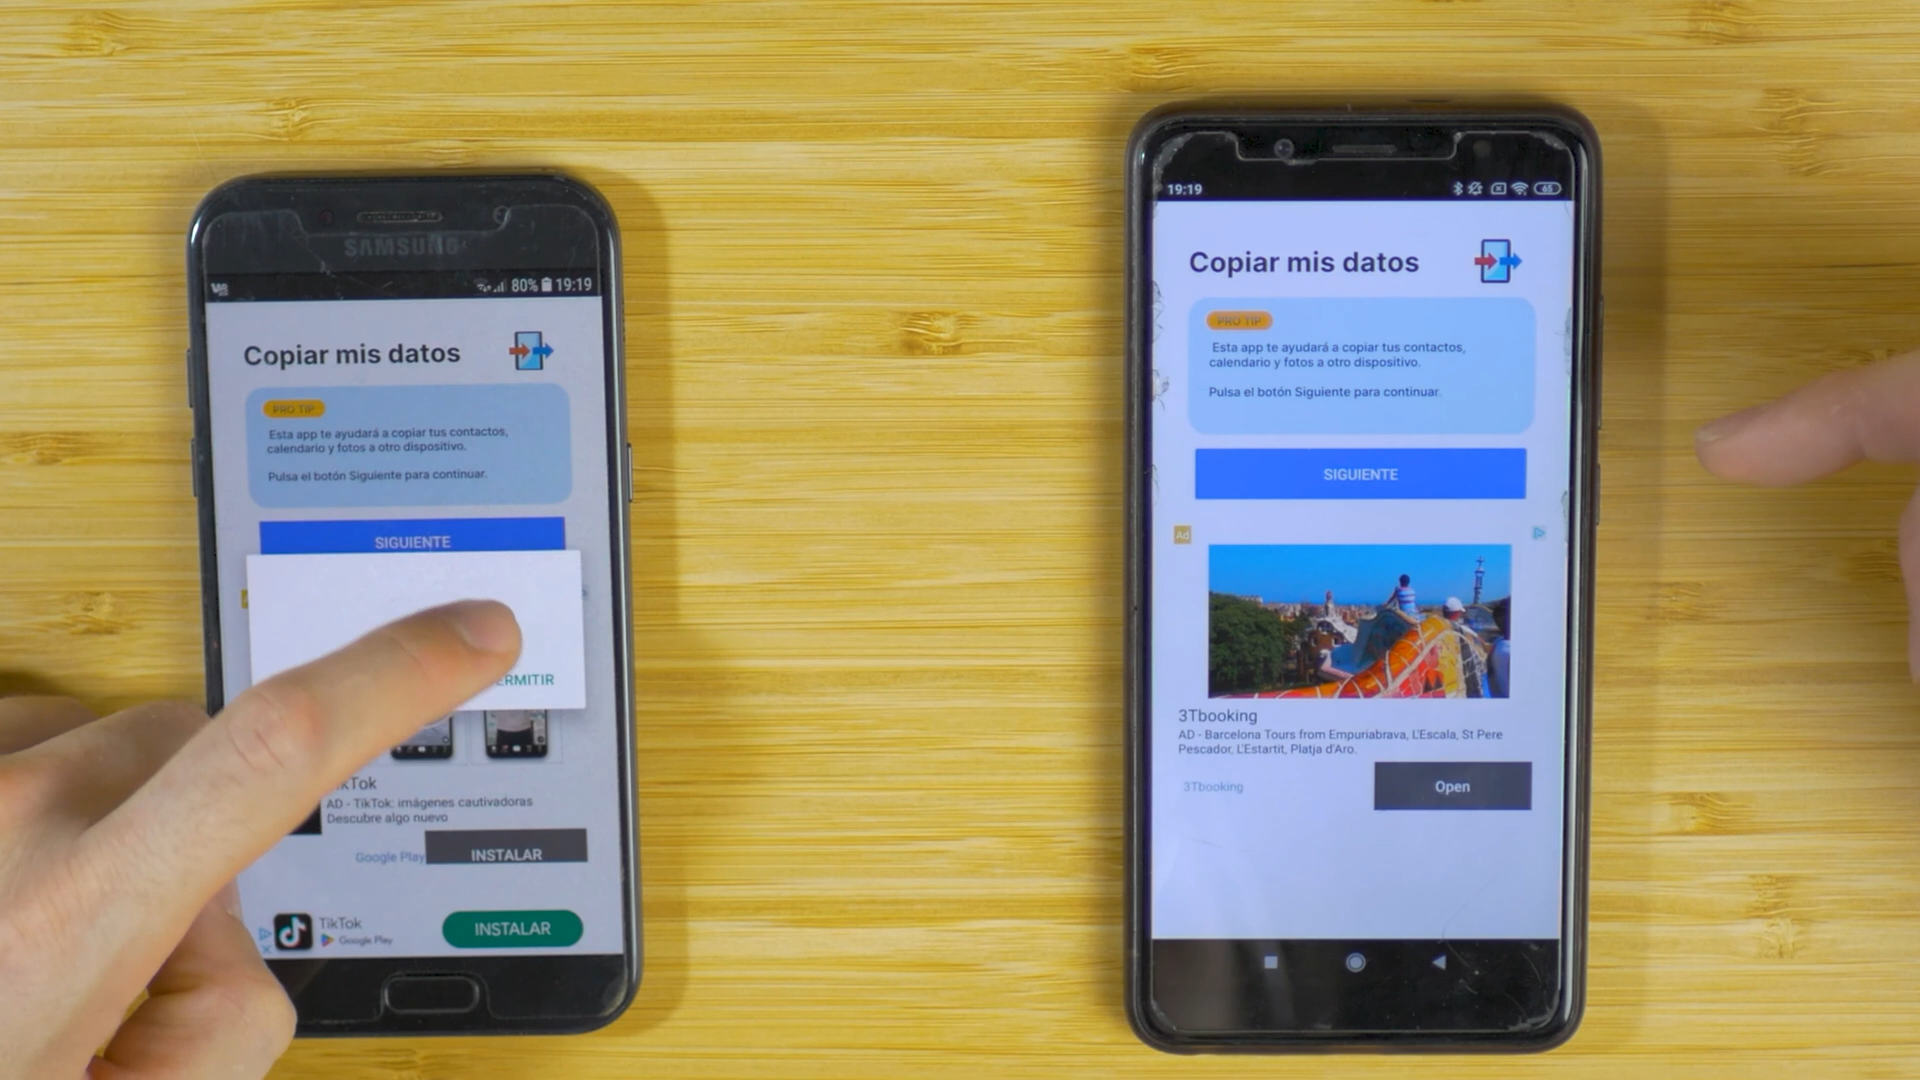 SAMSUNG
80% 19:19
Copiar mis datos
PRO TIP
Esta app te ayudará a copiar tus contactos,
calendario y fotos a otro dispositivo.
Pulsa el botón Siguiente para continuar.
SIGUIENTE
ERMITIR
kTok
AD - TikTok: imágenes cautivadoras
Descubre algo nuevo
Google Play
INSTALAR
TikTok
Google Play
INSTALAR
19:19
65
Copiar mis datos
PRO TIP
Esta app te ayudará a copiar tus contactos,
calendario y fotos a otro dispositivo.
Pulsa el botón Siguiente para continuar.
SIGUIENTE
Ad
3Tbooking
AD - Barcelona Tours from Empuriabrava, L'Escala, St Pere
Pescador, L'Estartit, Platja d'Aro.
3Tbooking
Open